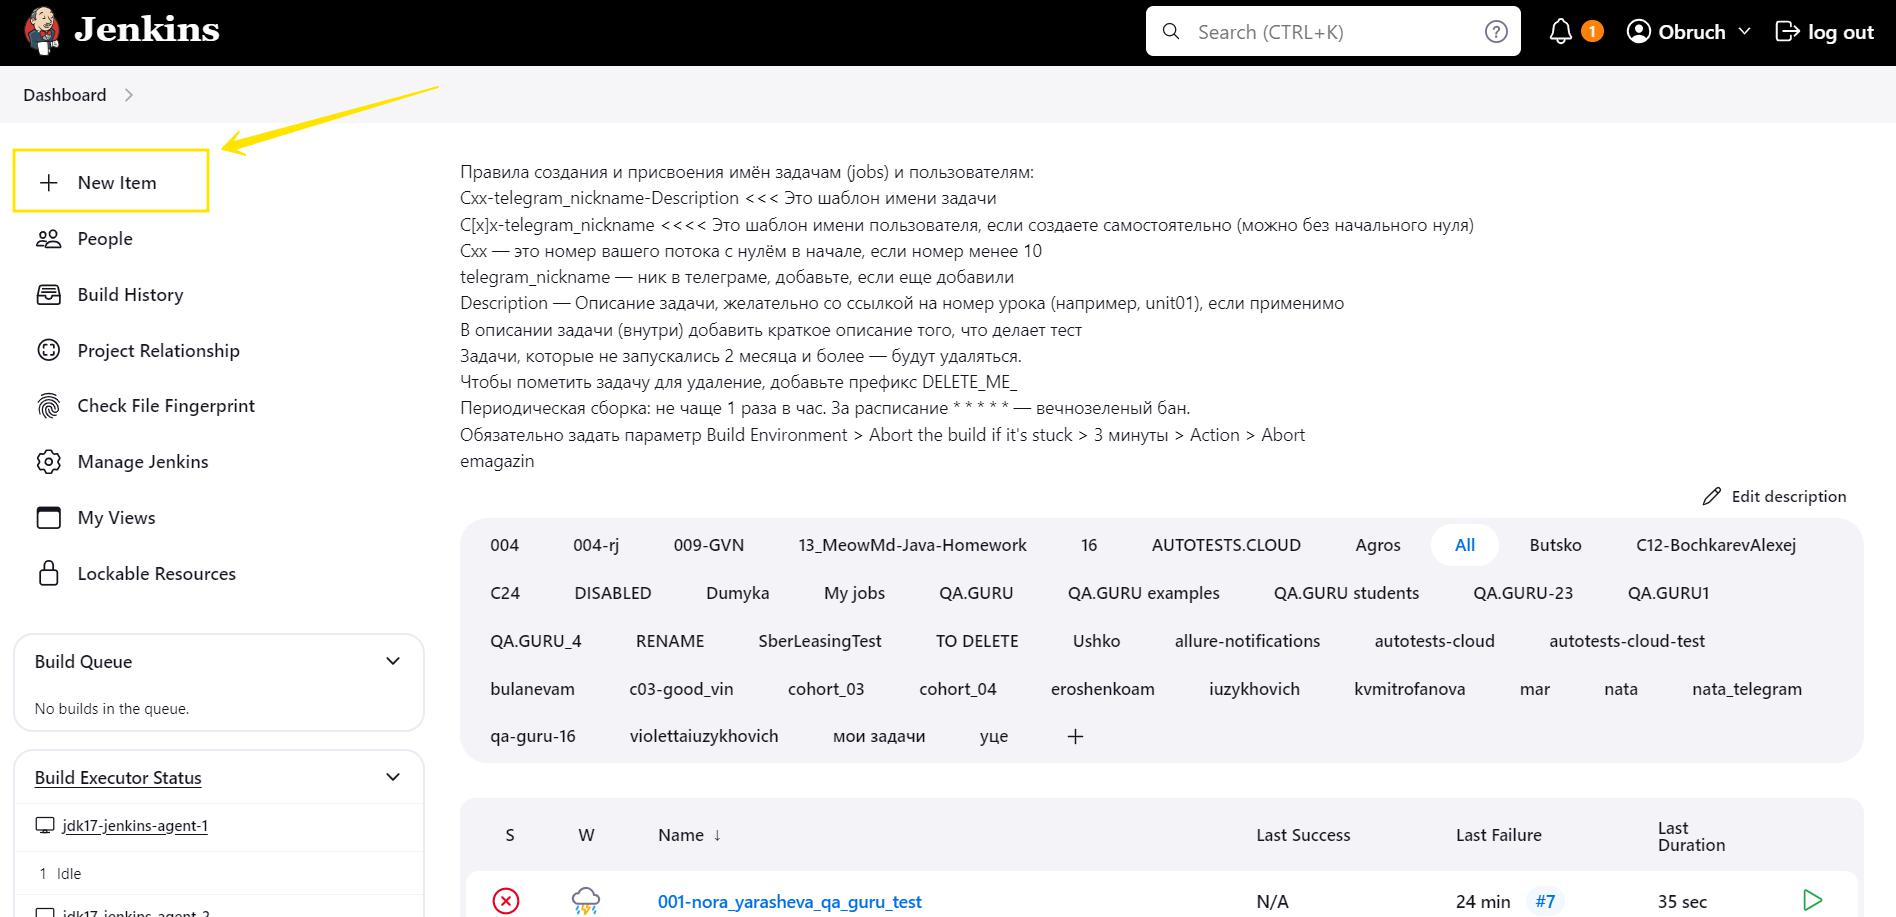 Jenkins
Search (CTRL+K)
1
Obruch
log out
Dashboard
New Item
People
Build History
Project Relationship
Check File Fingerprint
Manage Jenkins
My Views
Lockable Resources
Build Queue
No builds in the queue.
Build Executor Status
jdk17-jenkins-agent-1
1 Idle
jdk17-jenkins-agent-2
Правила создания и присвоения имён задачам (jobs) и пользователям:
Cxx-telegram_nickname-Description <<< Это шаблон имени задачи
C[x]x-telegram_nickname <<<< Это шаблон имени пользователя, если создаете самостоятельно (можно без начального нуля)
Cxx — это номер вашего потока с нулём в начале, если номер менее 10
telegram_nickname — ник в телеграме, добавьте, если еще добавили
Description — Описание задачи, желательно со ссылкой на номер урока (например, unit01), если применимо
В описании задачи (внутри) добавить краткое описание того, что делает тест
Задачи, которые не запускались 2 месяца и более — будут удаляться.
Чтобы пометить задачу для удаление, добавьте префикс DELETE_ME_
Периодическая сборка: не чаще 1 раза в час. За расписание * * * * * — вечнозеленый бан.
Обязательно задать параметр Build Environment > Abort the build if it's stuck > 3 минуты > Action > Abort
emagazin
Edit description
004 004-rj 009-GVN 13_MeowMd-Java-Homework 16 AUTOTESTS.CLOUD Agros All Butsko C12-BochkarevAlexej
C24 DISABLED Dumyka My jobs QA.GURU QA.GURU examples QA.GURU students QA.GURU-23 QA.GURU1
QA.GURU_4 RENAME SberLeasingTest TO DELETE Ushko allure-notifications autotests-cloud autotests-cloud-test
bulanevam c03-good_vin cohort_03 cohort_04 eroshenkoam iuzykhovich kvmitrofanova mar nata nata_telegram
qa-guru-16 violettaiuzykhovich мои задачи уце
S W Name ↓ Last Success Last Failure Last Duration
001-nora_yarasheva_qa_guru_test N/A 24 min #7 35 sec